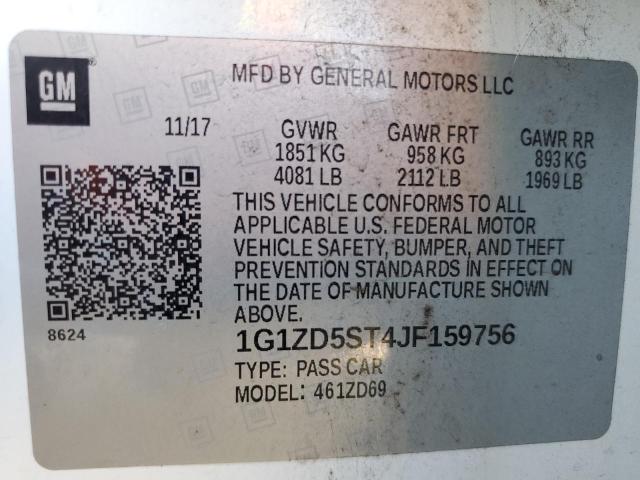 GM
MFD BY GENERAL MOTORS LLC
11/17 GVWR GAWR FRT GAWR RR
1851 KG 958 KG 893 KG
4081 LB 2112 LB 1969 LB
THIS VEHICLE CONFORMS TO ALL
APPLICABLE U.S. FEDERAL MOTOR
VEHICLE SAFETY, BUMPER, AND THEFT
PREVENTION STANDARDS IN EFFECT ON
THE DATE OF MANUFACTURE SHOWN
ABOVE.
8624
1G1ZD5ST4JF159756
TYPE: PASS CAR
MODEL: 461ZD69